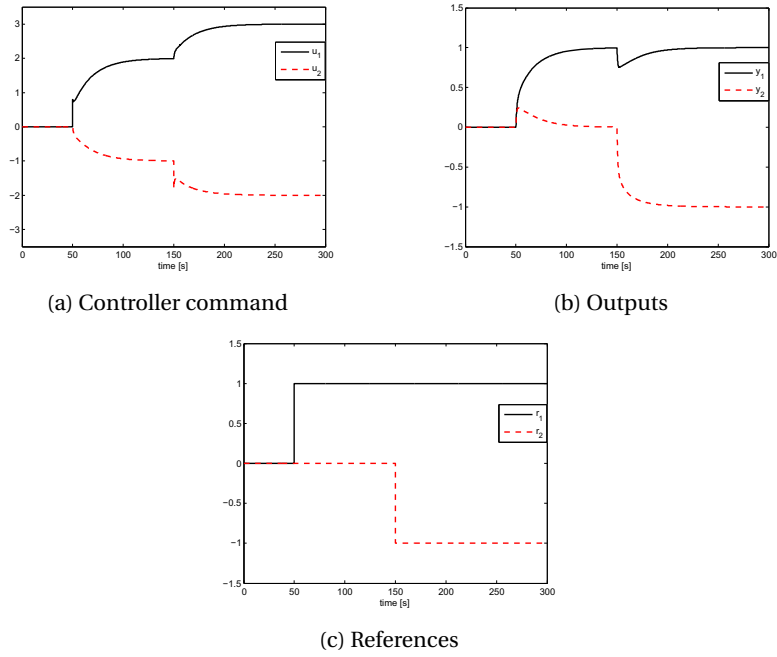 3
2
1
0
−1
−2
−3
0 50 100 150 200 250 300
time [s]
u1
u2
(a) Controller command
1.5
1
0.5
0
−0.5
−1
−1.5
0 50 100 150 200 250 300
time [s]
y1
y2
(b) Outputs
1.5
1
0.5
0
−0.5
−1
−1.5
0 50 100 150 200 250 300
time [s]
r1
r2
(c) References